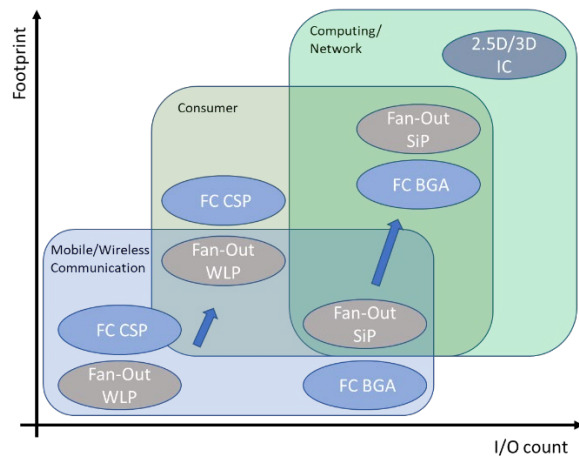 Footprint
Computing/
Network
2.5D/3D
IC
Consumer
Fan-Out
SiP
FC BGA
FC CSP
Mobile/Wireless
Communication
Fan-Out
WLP
FC CSP
Fan-Out
SiP
Fan-Out
WLP
FC BGA
I/O count